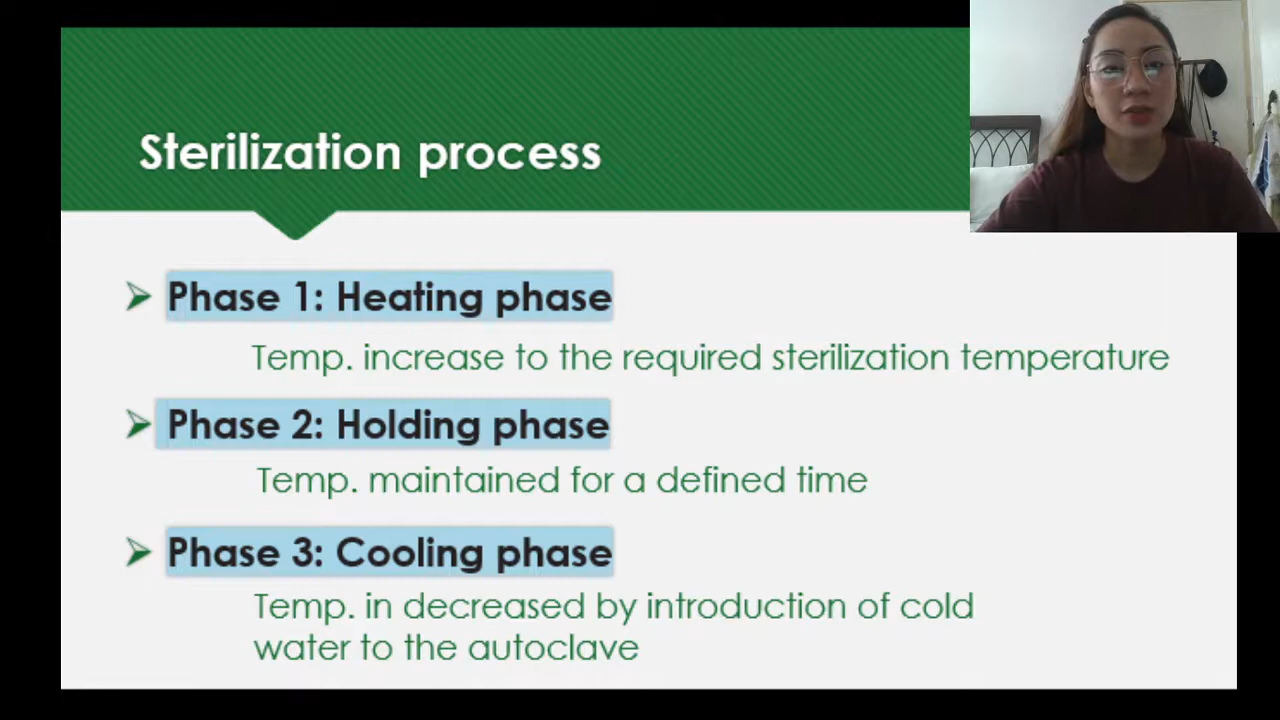 Sterilization process
Phase 1: Heating phase
Temp. increase to the required sterilization temperature
Phase 2: Holding phase
Temp. maintained for a defined time
Phase 3: Cooling phase
Temp. in decreased by introduction of cold
water to the autoclave